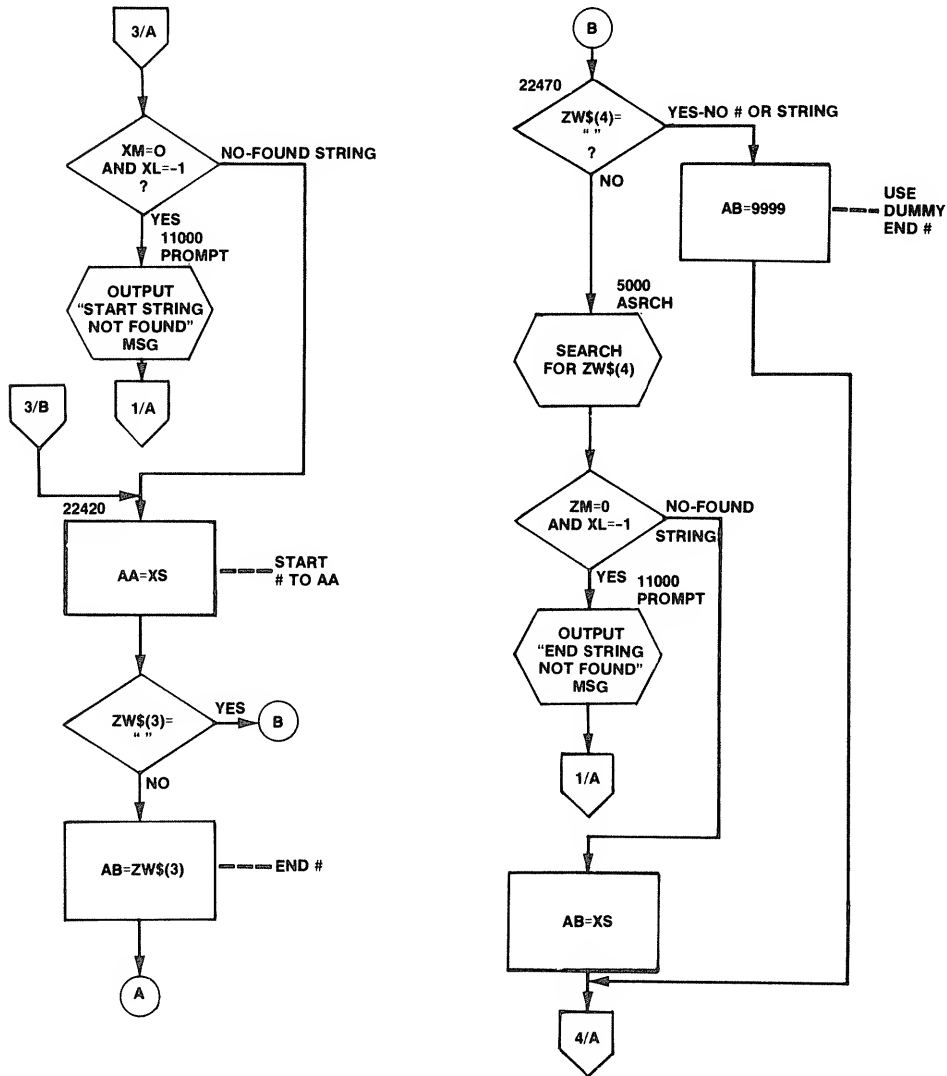 3/A
XM=O
AND XL=-1
?
NO-FOUND STRING
YES
11000
PROMPT
OUTPUT
"START STRING
NOT FOUND"
MSG
1/A
3/B
22420
AA=XS
START
# TO AA
ZW$(3)=
" "
YES
B
NO
AB=ZW$(3)
END #
A
B
22470
ZW$(4)=
" "
?
YES-NO # OR STRING
NO
AB=9999
USE
DUMMY
END #
5000
ASRCH
SEARCH
FOR ZW$(4)
ZM=0
AND XL=-1
NO-FOUND
STRING
YES
11000
PROMPT
OUTPUT
"END STRING
NOT FOUND"
MSG
1/A
AB=XS
4/A